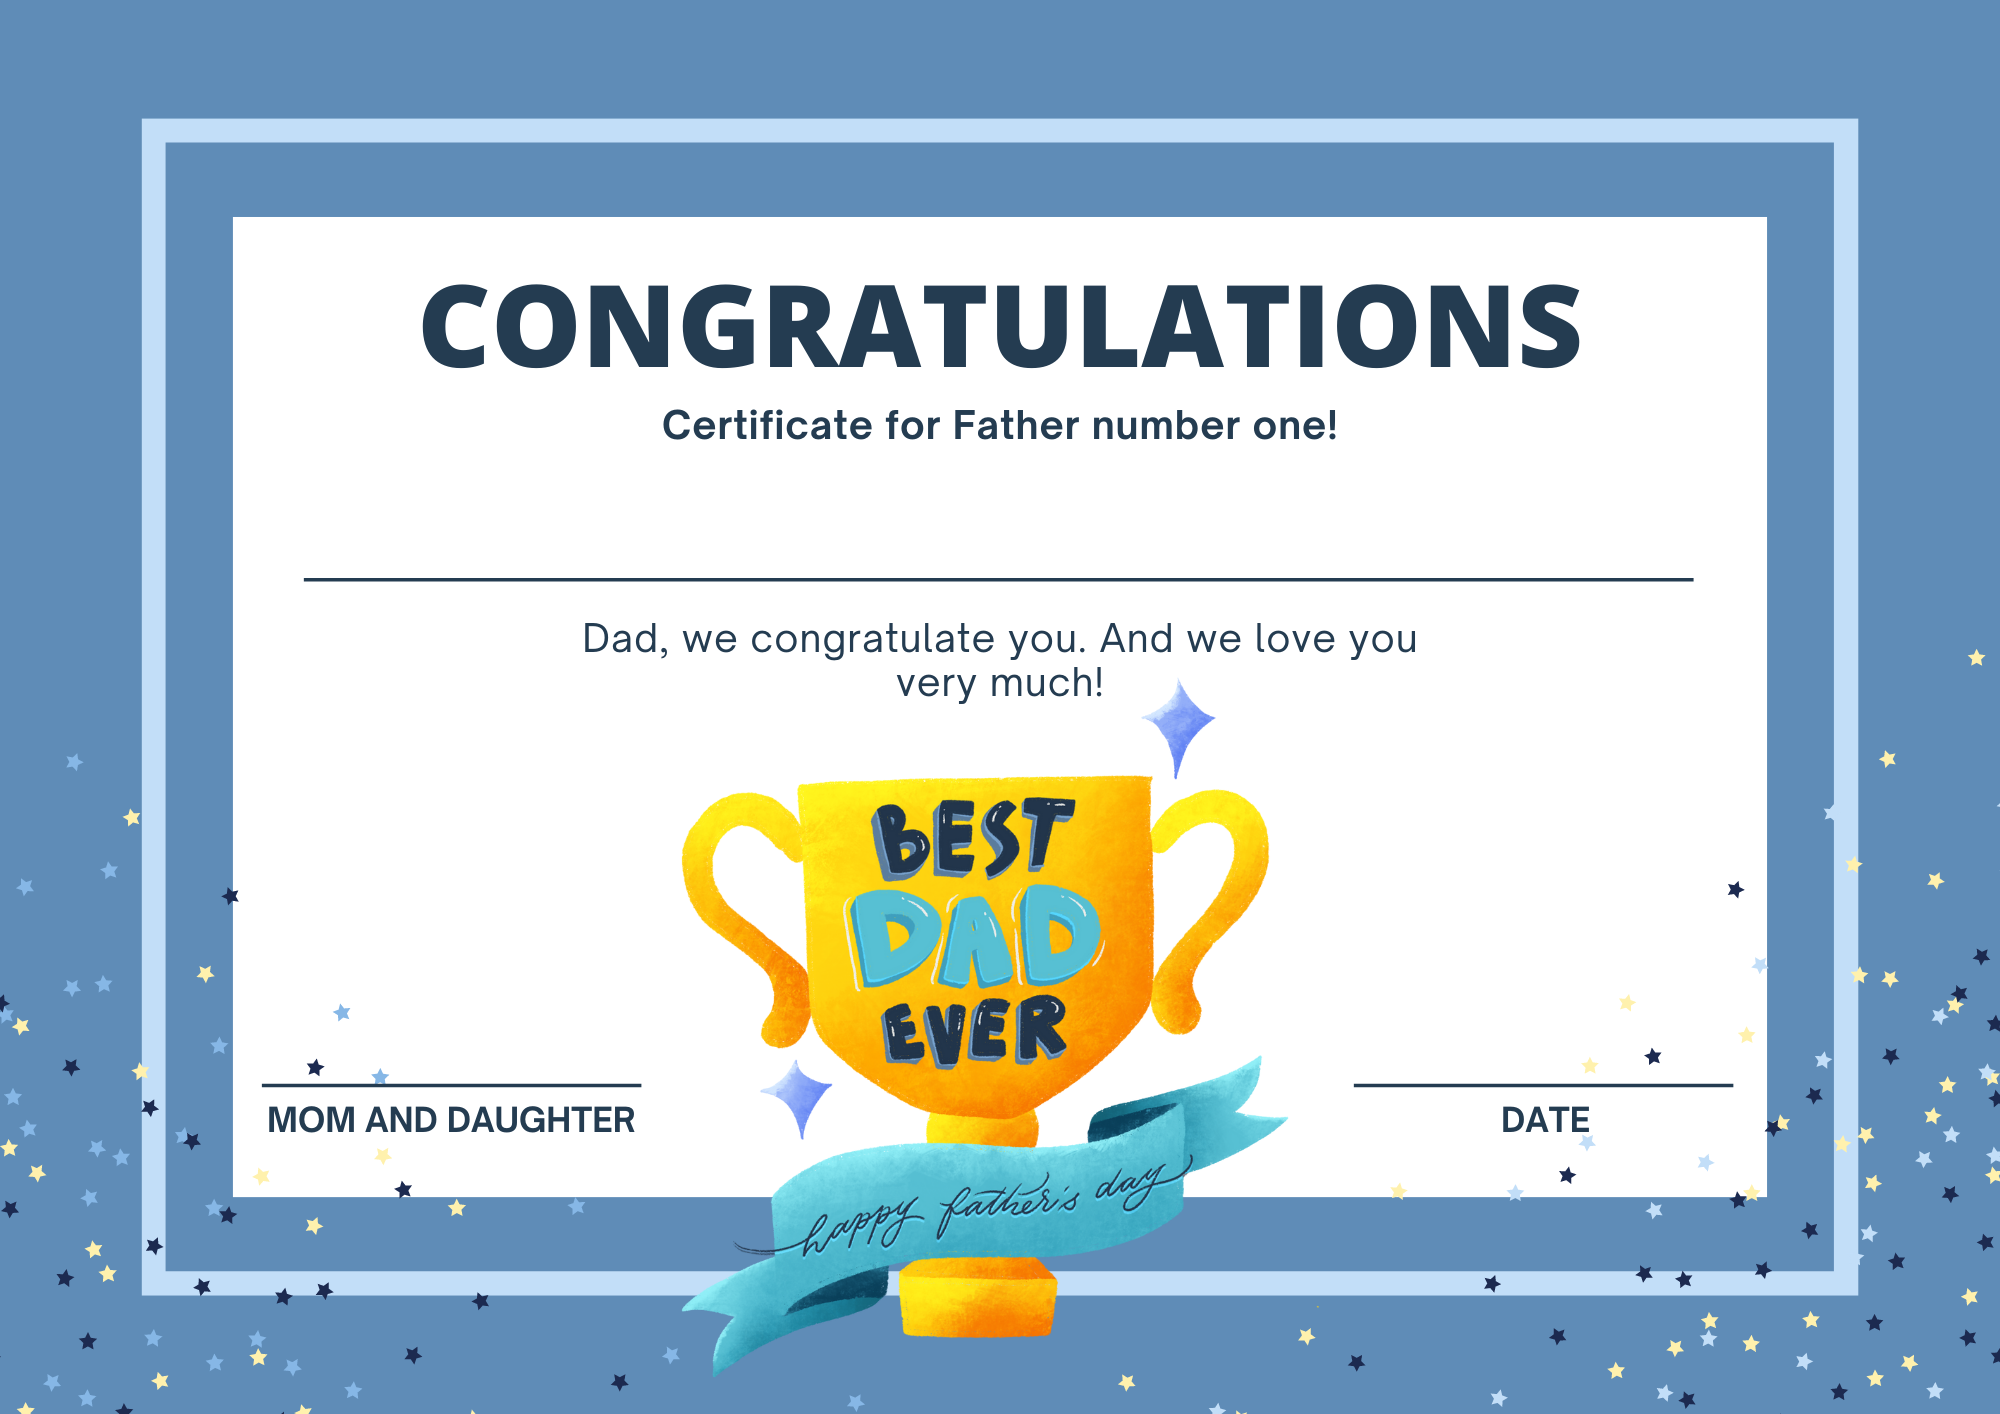 CONGRATULATIONS
Certificate for Father number one!
Dad, we congratulate you. And we love you
very much!
BEST
DAD
EVER
MOM AND DAUGHTER
DATE
happy father's day